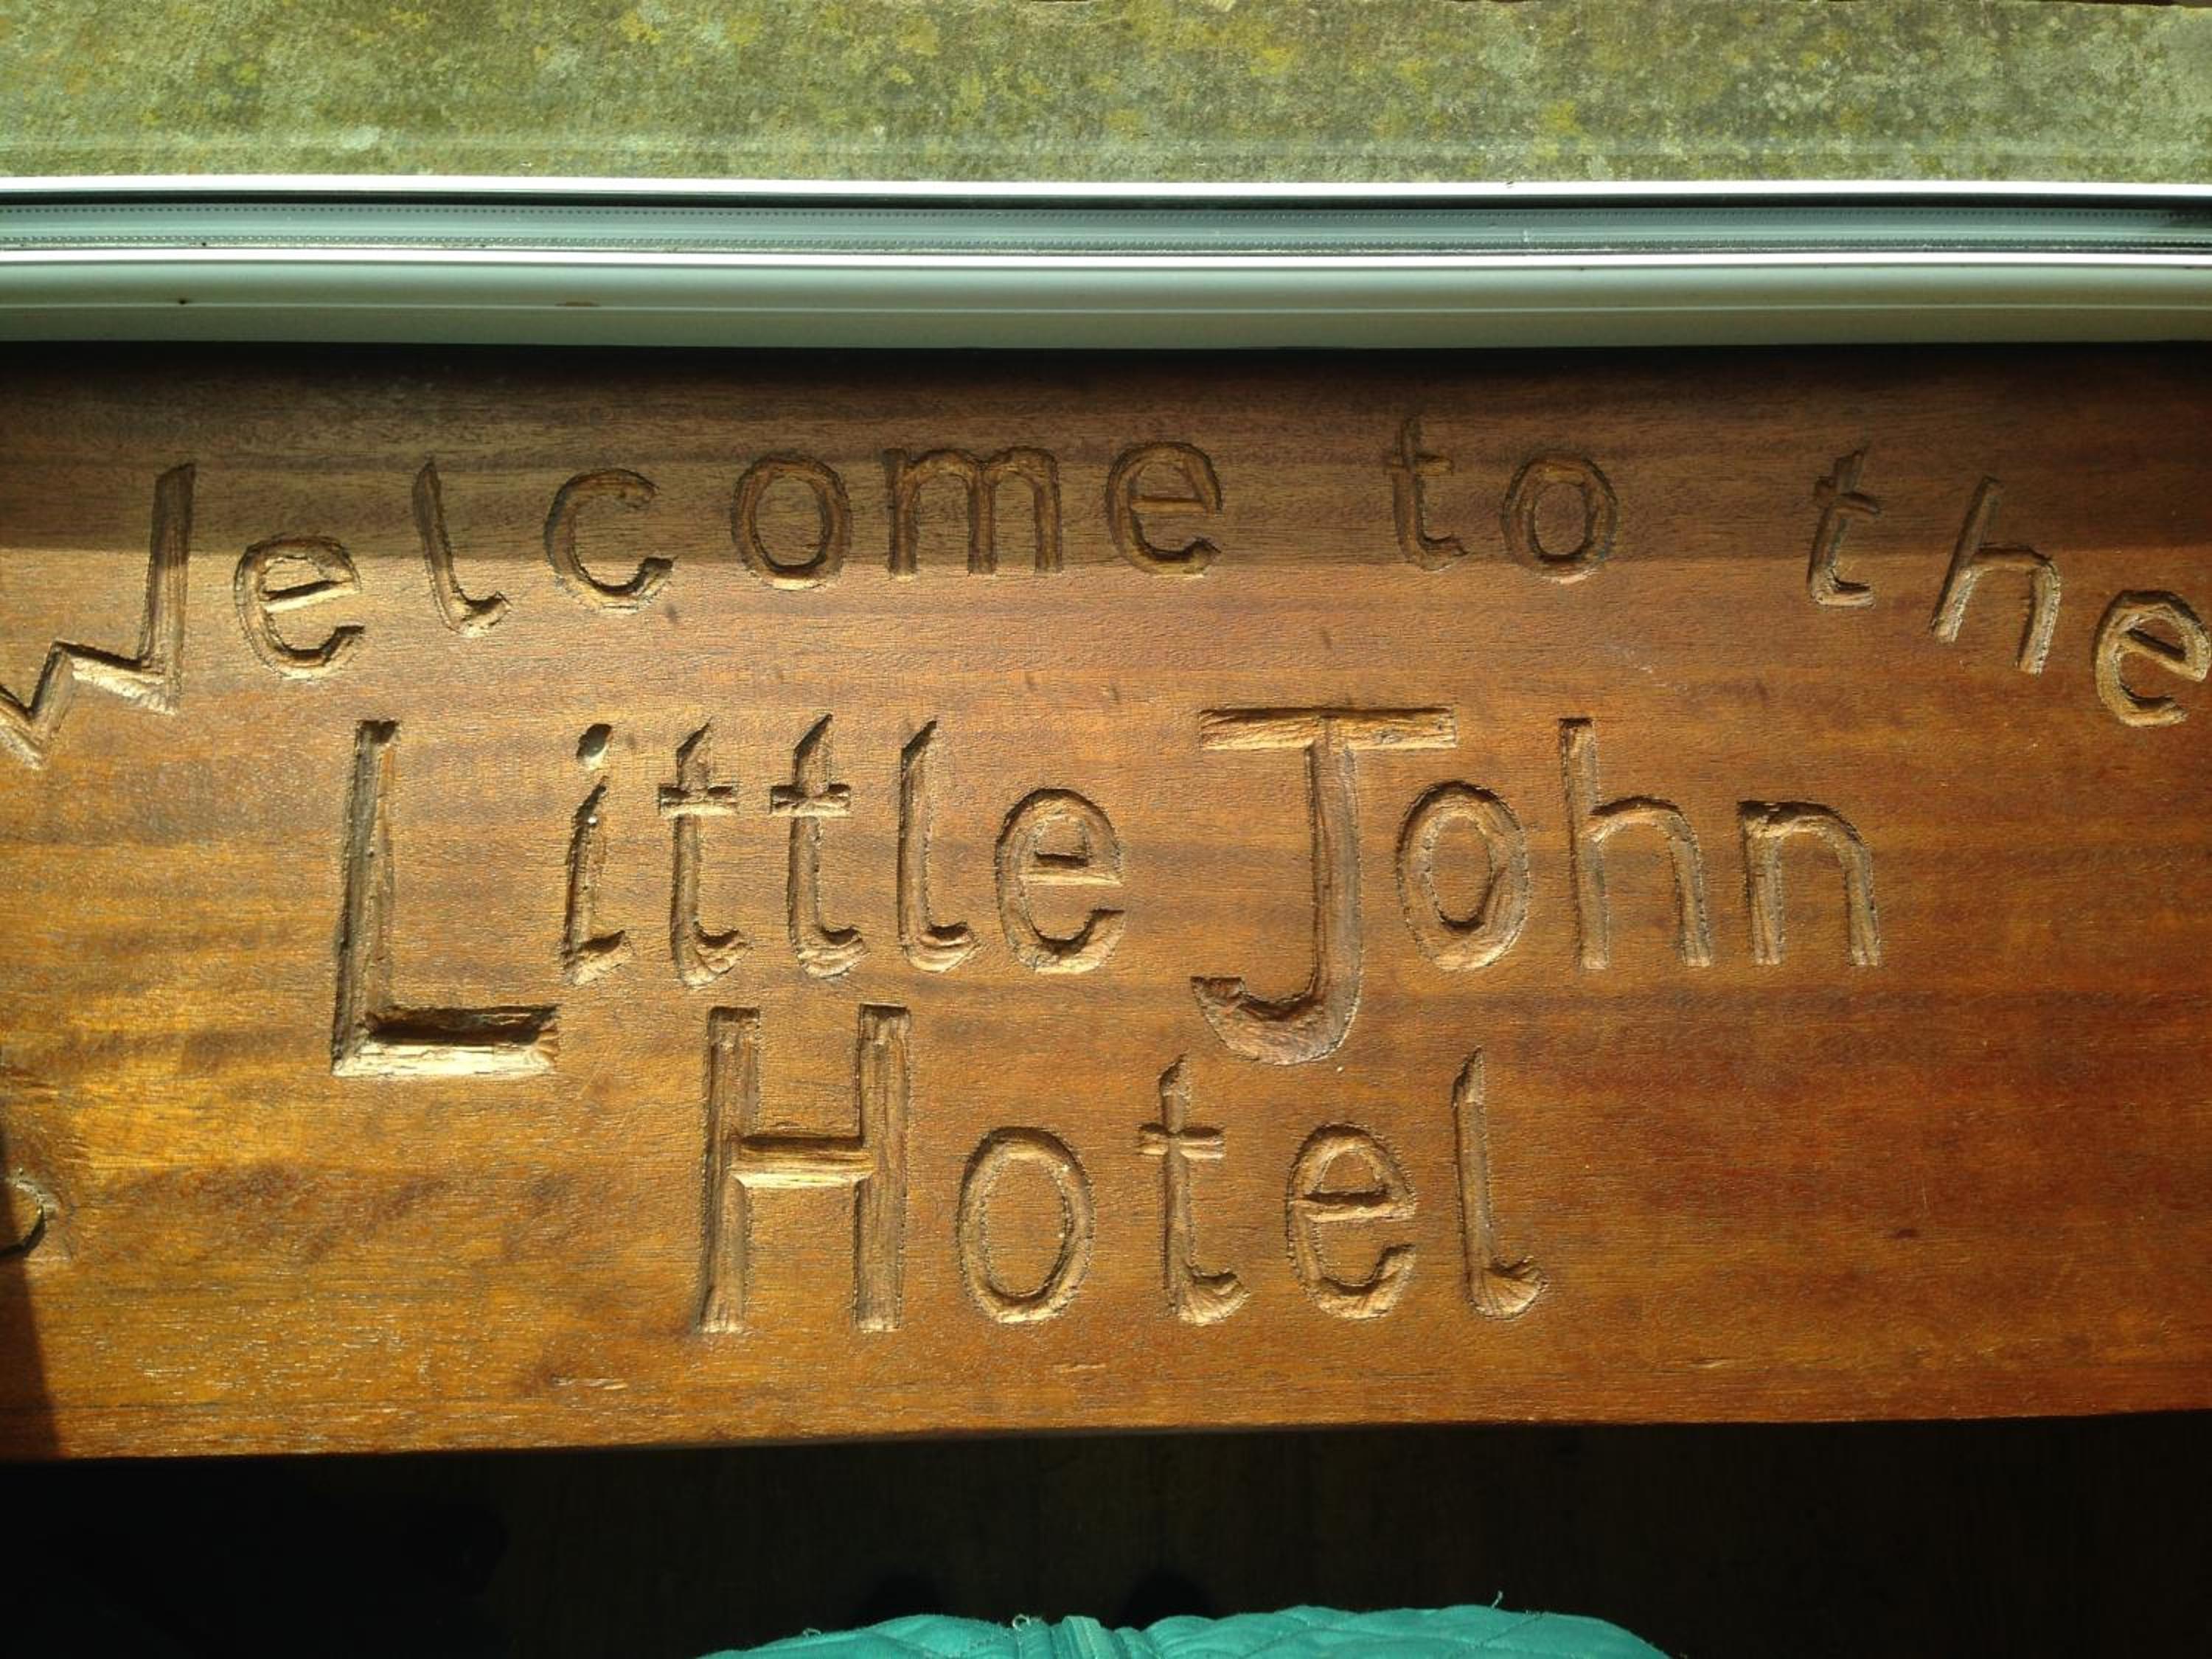 Welcome to the
Little John
Hotel